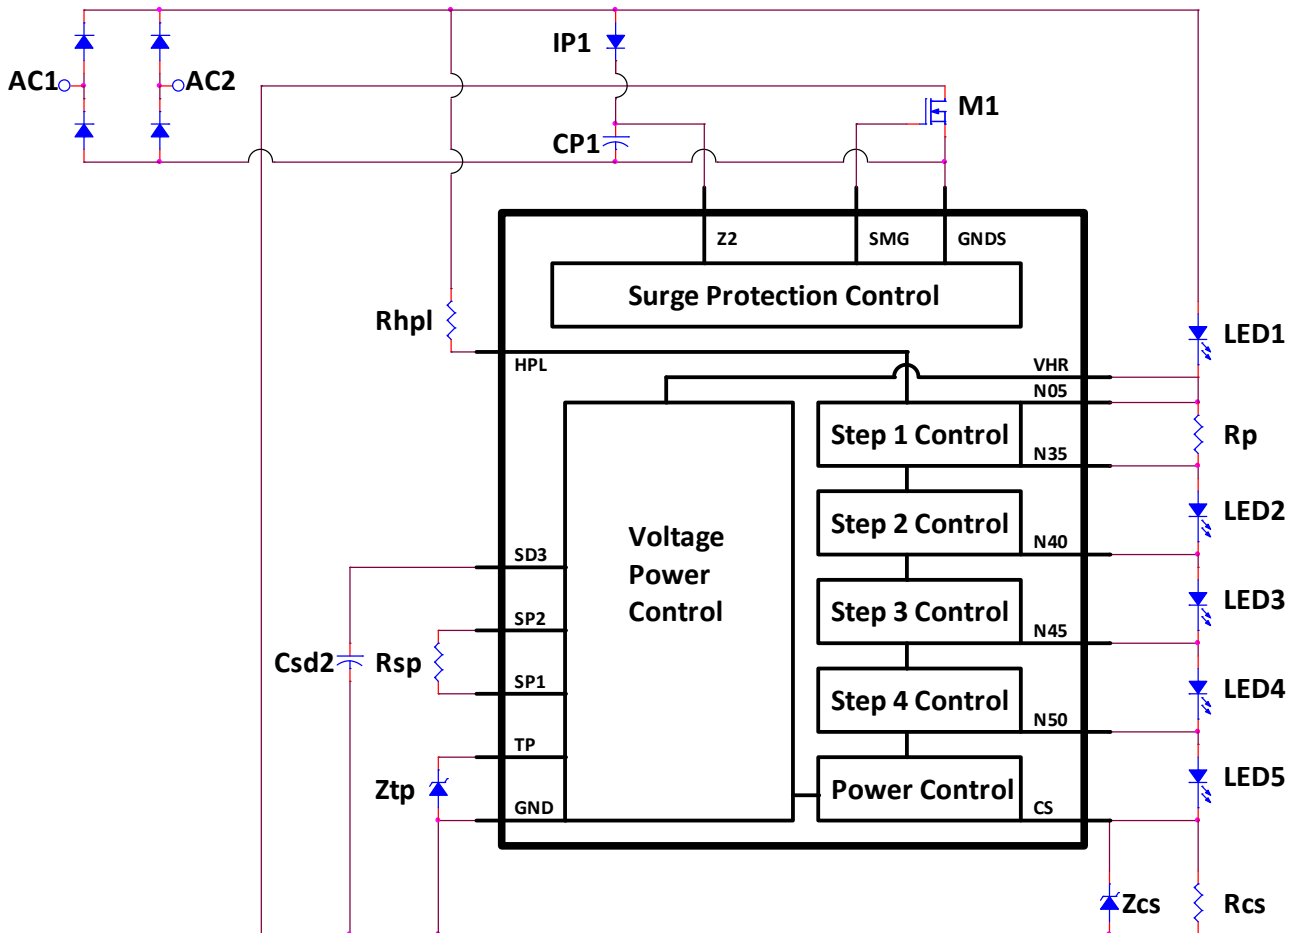 IP1
AC1
AC2
M1
CP1
Z2
SMG
GNDS
Surge Protection Control
Rhpl
LED1
HPL
VHR
N05
Step 1 Control
Rp
N35
LED2
Step 2 Control
Voltage
Power
Control
SD3
N40
LED3
Step 3 Control
SP2
N45
Csd2
Rsp
SP1
LED4
Step 4 Control
N50
TP
LED5
Ztp
Power Control
GND
CS
Zcs
Rcs